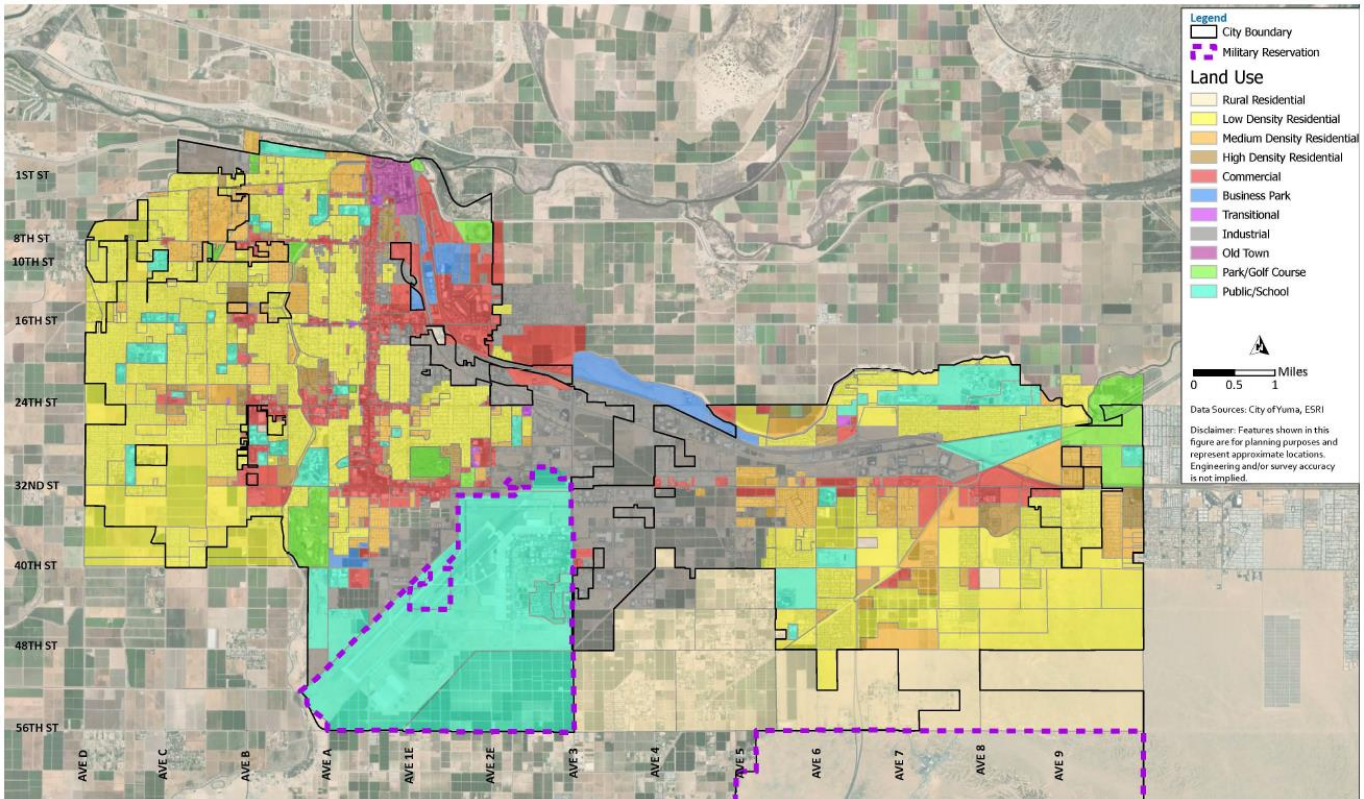 Legend
City Boundary
Military Reservation
Land Use
Rural Residential
Low Density Residential
Medium Density Residential
High Density Residential
Commercial
Business Park
Transitional
Industrial
Old Town
Park/Golf Course
Public/School
0 0.5 1 Miles
Data Sources: City of Yuma, ESRI
Disclaimer: Features shown in this
figure are for planning purposes and
represent approximate locations.
Engineering and/or survey accuracy
is not implied.
1ST ST
8TH ST
10TH ST
16TH ST
24TH ST
32ND ST
40TH ST
48TH ST
56TH ST
AVE D
AVE C
AVE B
AVE A
AVE 1E
AVE 2E
AVE 3
AVE 4
AVE 5
AVE 6
AVE 7
AVE 8
AVE 9